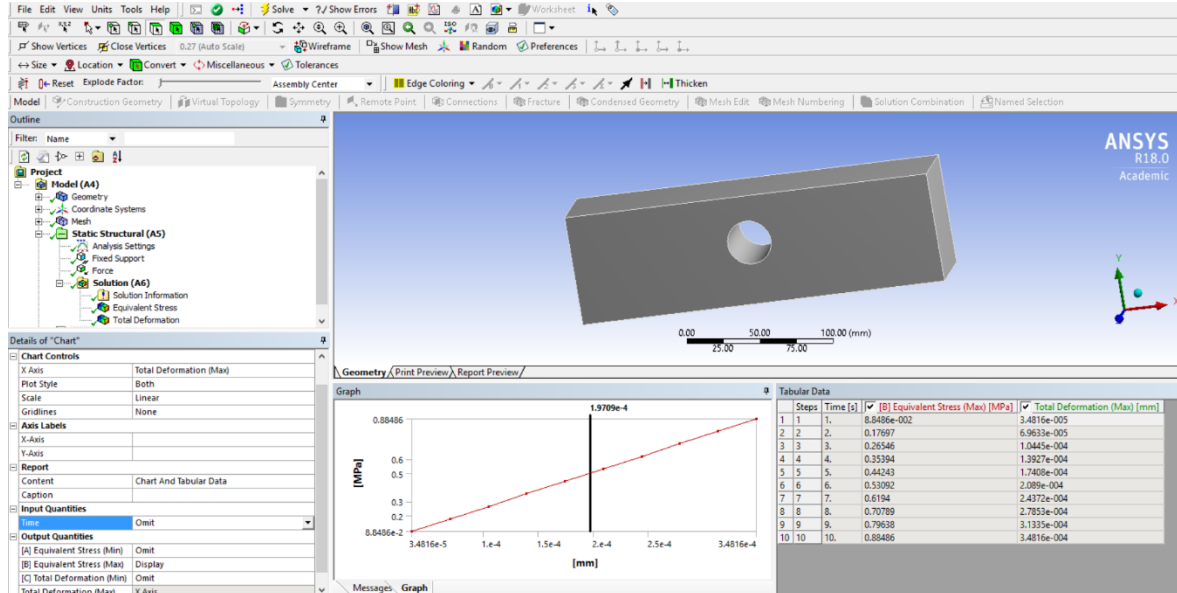 File Edit View Units Tools Help Solve ?/ Show Errors Worksheet
Show Vertices Close Vertices 0.27 (Auto Scale) Wireframe Show Mesh Random Preferences
Size Location Convert Miscellaneous Tolerances
Reset Explode Factor: Assembly Center Edge Coloring Thicken
Model Construction Geometry Virtual Topology Symmetry Remote Point Connections Fracture Condensed Geometry Mesh Edit Mesh Numbering Solution Combination Named Selection
Outline
Filter: Name
Project
Model (A4)
Geometry
Coordinate Systems
Mesh
Static Structural (A5)
Analysis Settings
Fixed Support
Force
Solution (A6)
Solution Information
Equivalent Stress
Total Deformation
Details of "Chart"
Chart Controls
X Axis Total Deformation (Max)
Plot Style Both
Scale Linear
Gridlines None
Axis Labels
X-Axis
Y-Axis
Report
Content Chart And Tabular Data
Caption
Input Quantities
Time Omit
Output Quantities
[A] Equivalent Stress (Min) Omit
[B] Equivalent Stress (Max) Display
[C] Total Deformation (Min) Omit
Total Deformation (Max) X Axis
ANSYS
R18.0
Academic
Y
X
0.00 50.00 100.00 (mm)
25.00 75.00
Geometry Print Preview Report Preview
Graph
1.9709e-4
0.88486
0.6
0.5
0.3
0.2
8.8486e-2
[MPa]
3.4816e-5 1.e-4 1.5e-4 2.e-4 2.5e-4 3.4816e-4
[mm]
Messages Graph
Tabular Data
Steps Time [s] [B] Equivalent Stress (Max) [MPa] Total Deformation (Max) [mm]
1 1 1. 8.8486e-002 3.4816e-005
2 2 2. 0.17697 6.9633e-005
3 3 3. 0.26546 1.0445e-004
4 4 4. 0.35394 1.3927e-004
5 5 5. 0.44243 1.7408e-004
6 6 6. 0.53092 2.089e-004
7 7 7. 0.6194 2.4372e-004
8 8 8. 0.70789 2.7853e-004
9 9 9. 0.79638 3.1335e-004
10 10 10. 0.88486 3.4816e-004